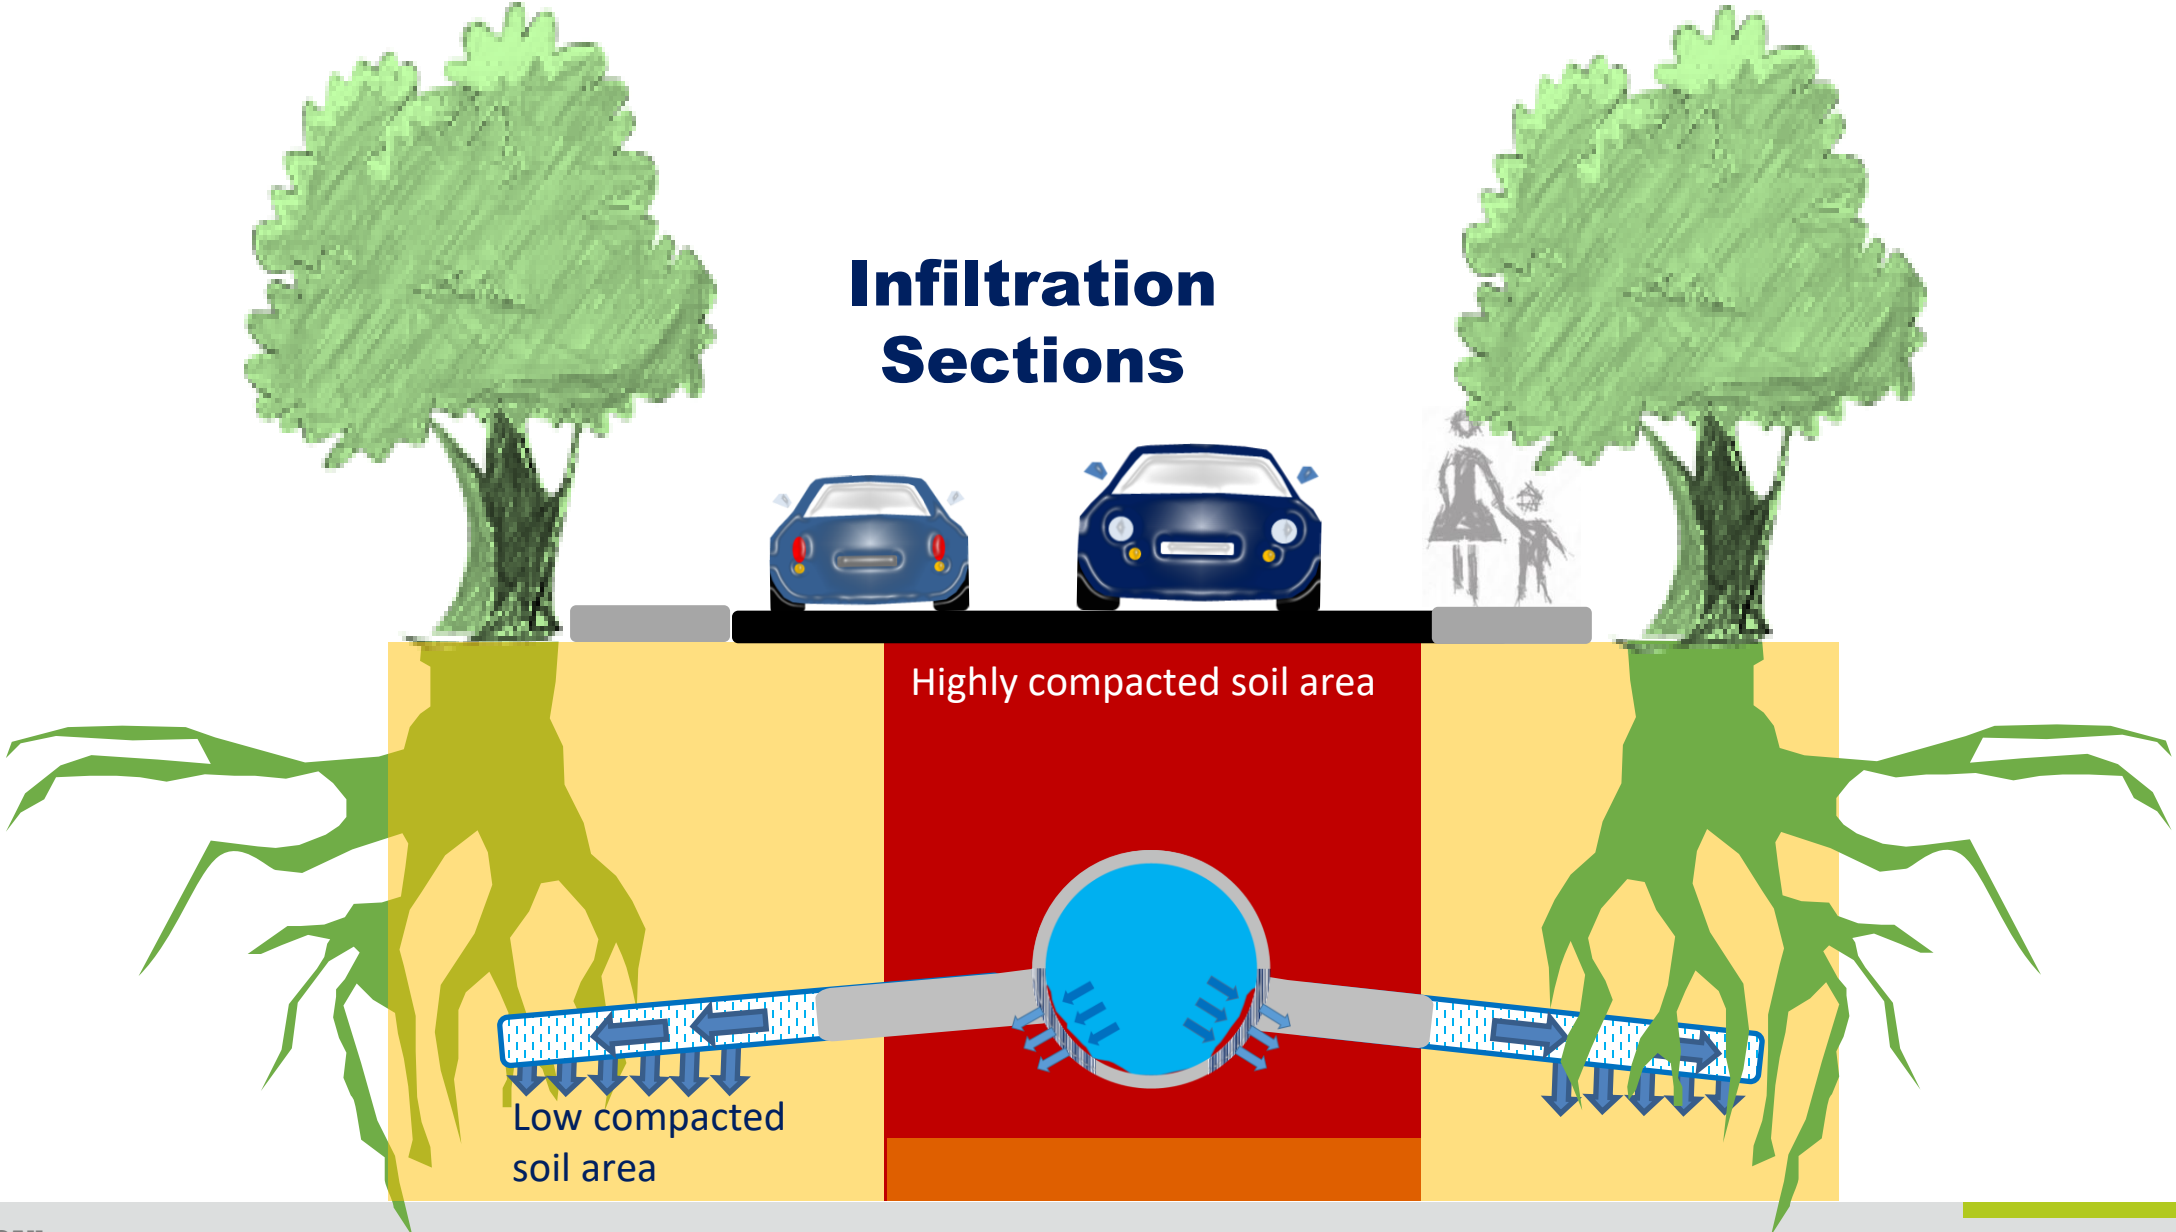 Infiltration
Sections
Highly compacted soil area
Low compacted
soil area